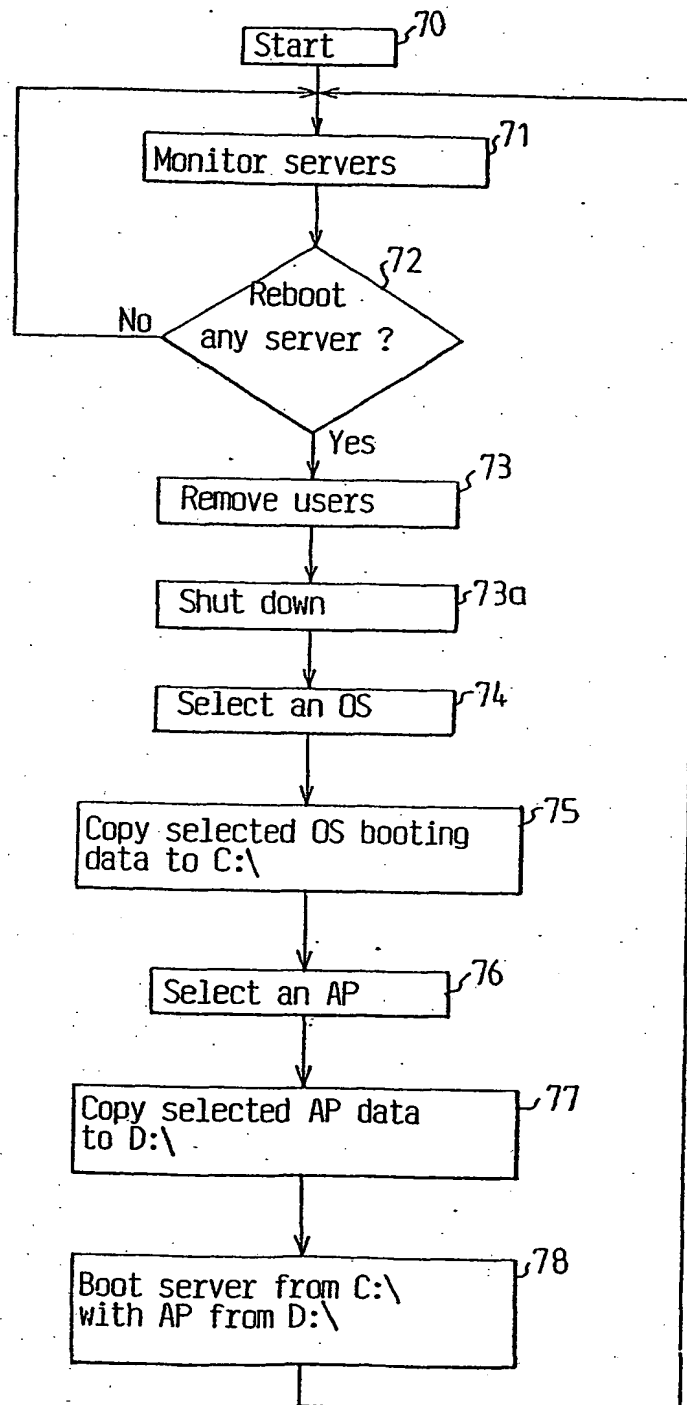 Start
70
Monitor servers
71
Reboot
any server ?
72
No
Yes
Remove users
73
Shut down
73a
Select an OS
74
Copy selected OS booting
data to C:\
75
Select an AP
76
Copy selected AP data
to D:\
77
Boot server from C:\
with AP from D:\
78